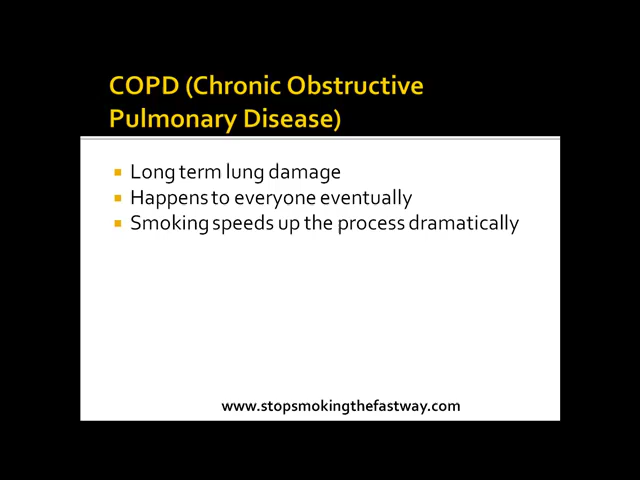 COPD (Chronic Obstructive
Pulmonary Disease)
Long term lung damage
Happens to everyone eventually
Smoking speeds up the process dramatically
www.stopsmokingthefastway.com